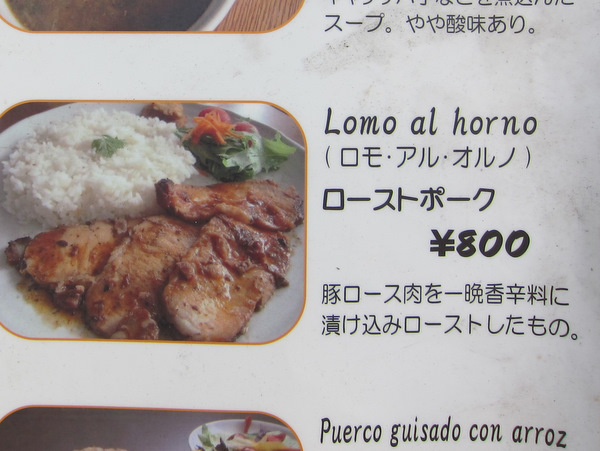 スープ。やや酸味あり。
Lomo al horno
(ロモ・アル・オルノ)
ローストポーク
¥800
豚ロース肉を一晩香辛料に
漬け込みローストしたもの。
Puerco guisado con arroz